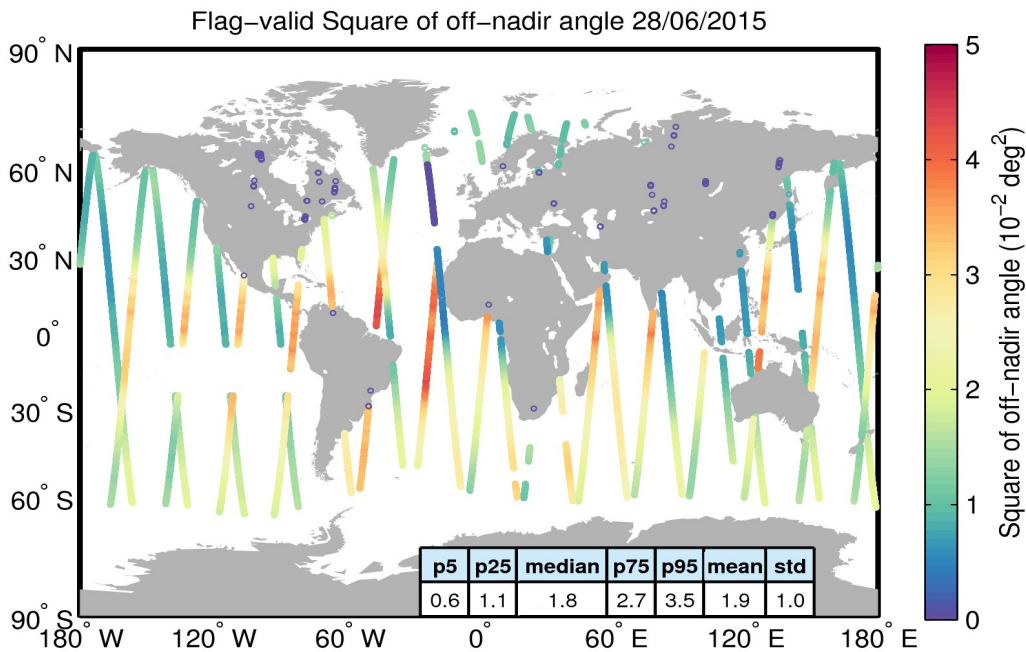 Flag−valid Square of off−nadir angle 28/06/2015
90° N
60° N
30° N
0°
30° S
60° S
90° S
180° W
120° W
60° W
0°
60° E
120° E
180° E
p5 p25 median p75 p95 mean std
0.6 1.1 1.8 2.7 3.5 1.9 1.0
5
4
3
2
1
0
Square of off−nadir angle (10⁻² deg²)